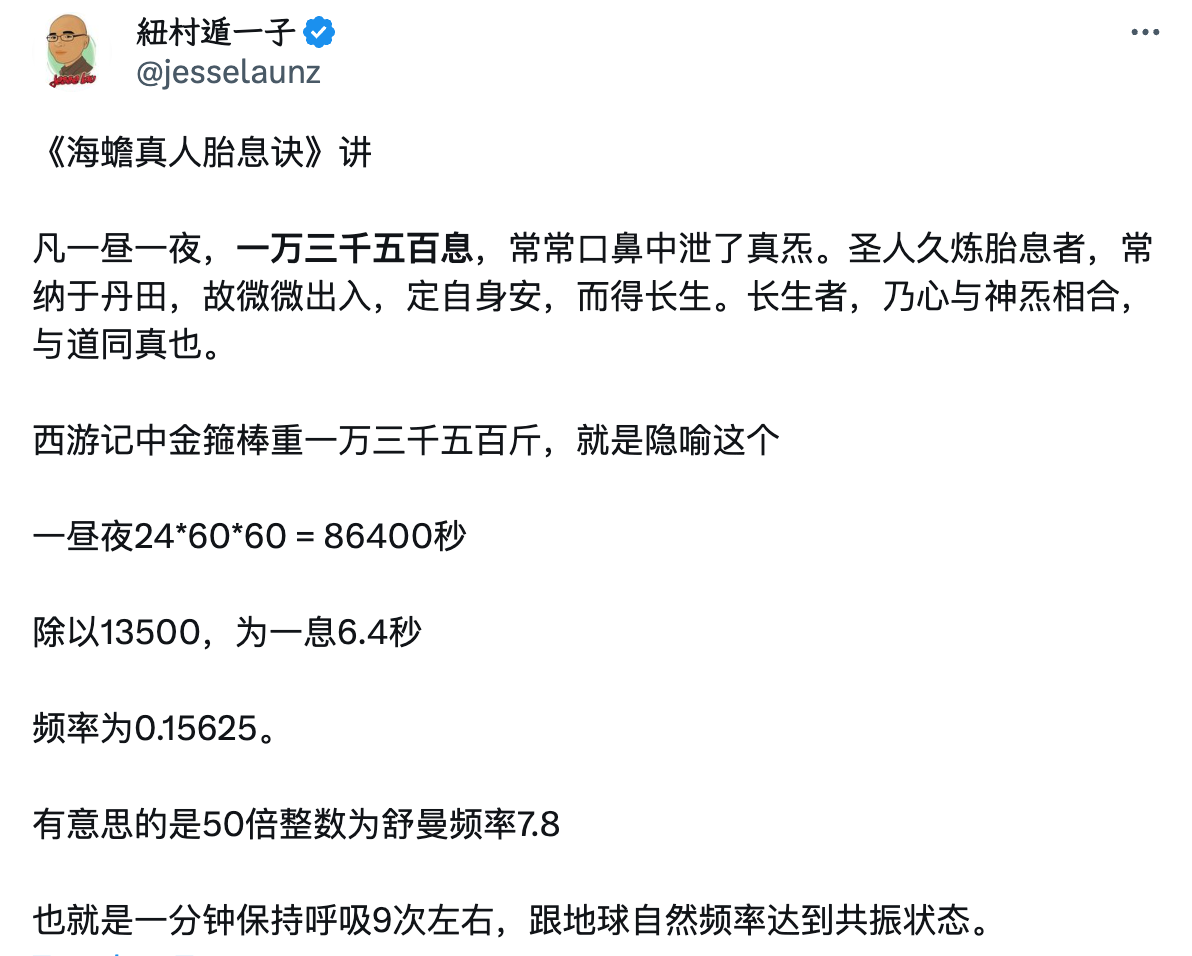 紐村遁一子
@jesselaunz
《海蟾真人胎息诀》讲
凡一昼一夜，一万三千五百息，常常口鼻中泄了真炁。圣人久炼胎息者，常
纳于丹田，故微微出入，定自身安，而得长生。长生者，乃心与神炁相合，
与道同真也。
西游记中金箍棒重一万三千五百斤，就是隐喻这个
一昼夜24*60*60 = 86400秒
除以13500，为一息6.4秒
频率为0.15625。
有意思的是50倍整数为舒曼频率7.8
也就是一分钟保持呼吸9次左右，跟地球自然频率达到共振状态。